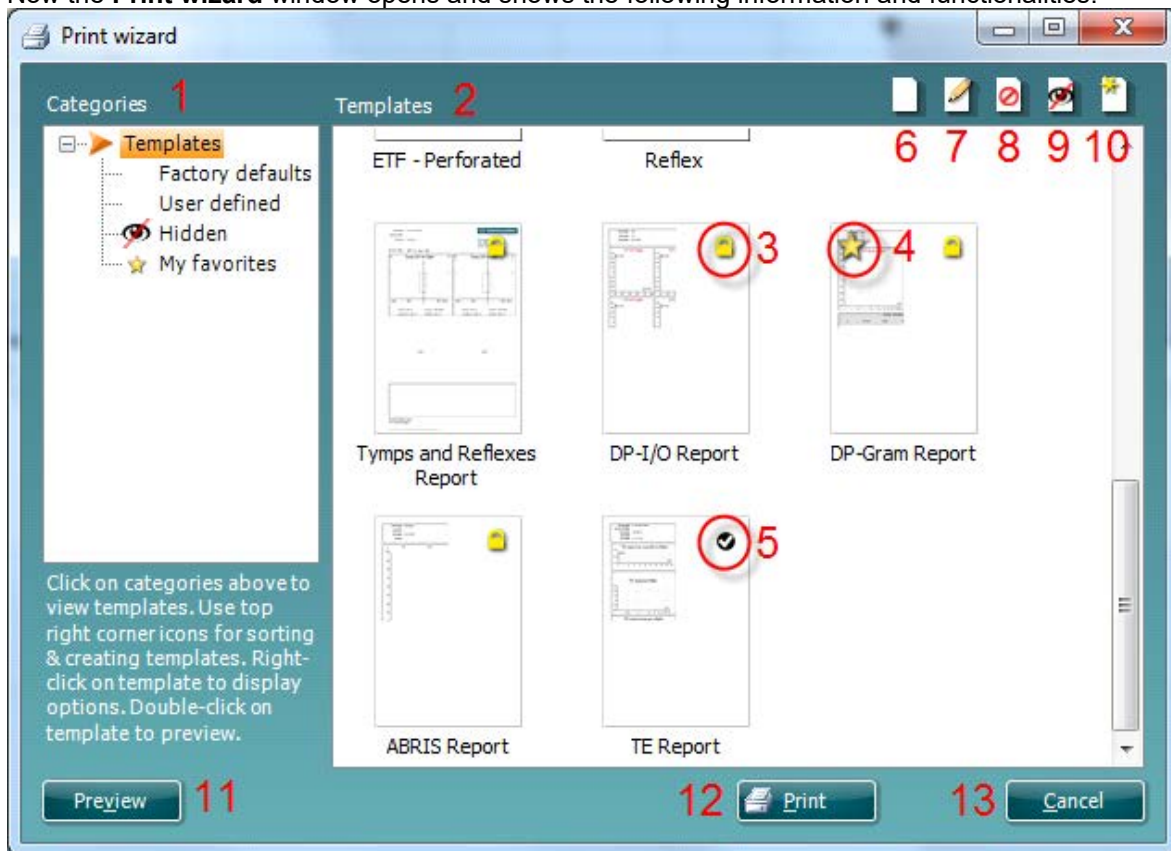 Now the Print wizard window opens and shows the following information and functionalities:
Print wizard
Categories 1
Templates 2
6 7 8 9 10
Templates
Factory defaults
User defined
Hidden
My favorites
ETF - Perforated
Reflex
3
4
Tymps and Reflexes
Report
DP-I/O Report
DP-Gram Report
5
ABRIS Report
TE Report
Click on categories above to
view templates. Use top
right corner icons for sorting
& creating templates. Right-
click on template to display
options. Double-click on
template to preview.
Preview 11
12 Print
13 Cancel